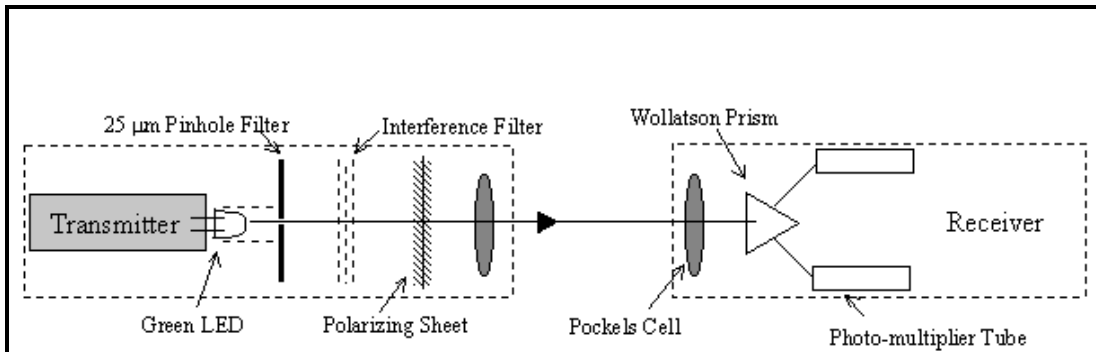 25 µm Pinhole Filter
Interference Filter
Wollatson Prism
Transmitter
Receiver
Green LED
Polarizing Sheet
Pockels Cell
Photo-multiplier Tube